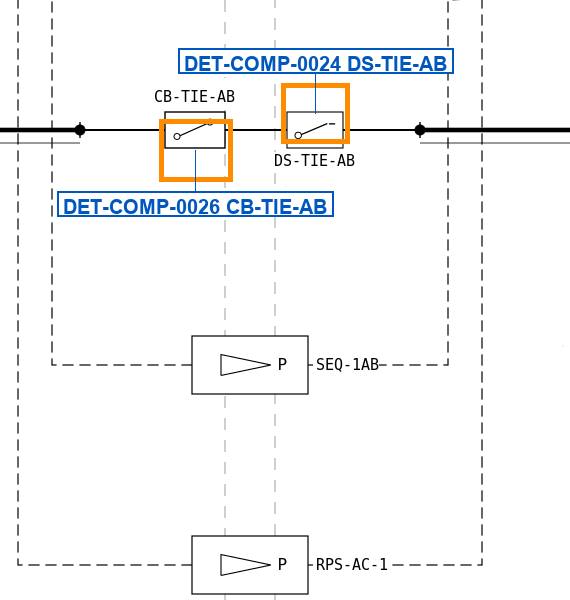 DET-COMP-0024 DS-TIE-AB
CB-TIE-AB
DS-TIE-AB
DET-COMP-0026 CB-TIE-AB
P SEQ-1AB
P RPS-AC-1